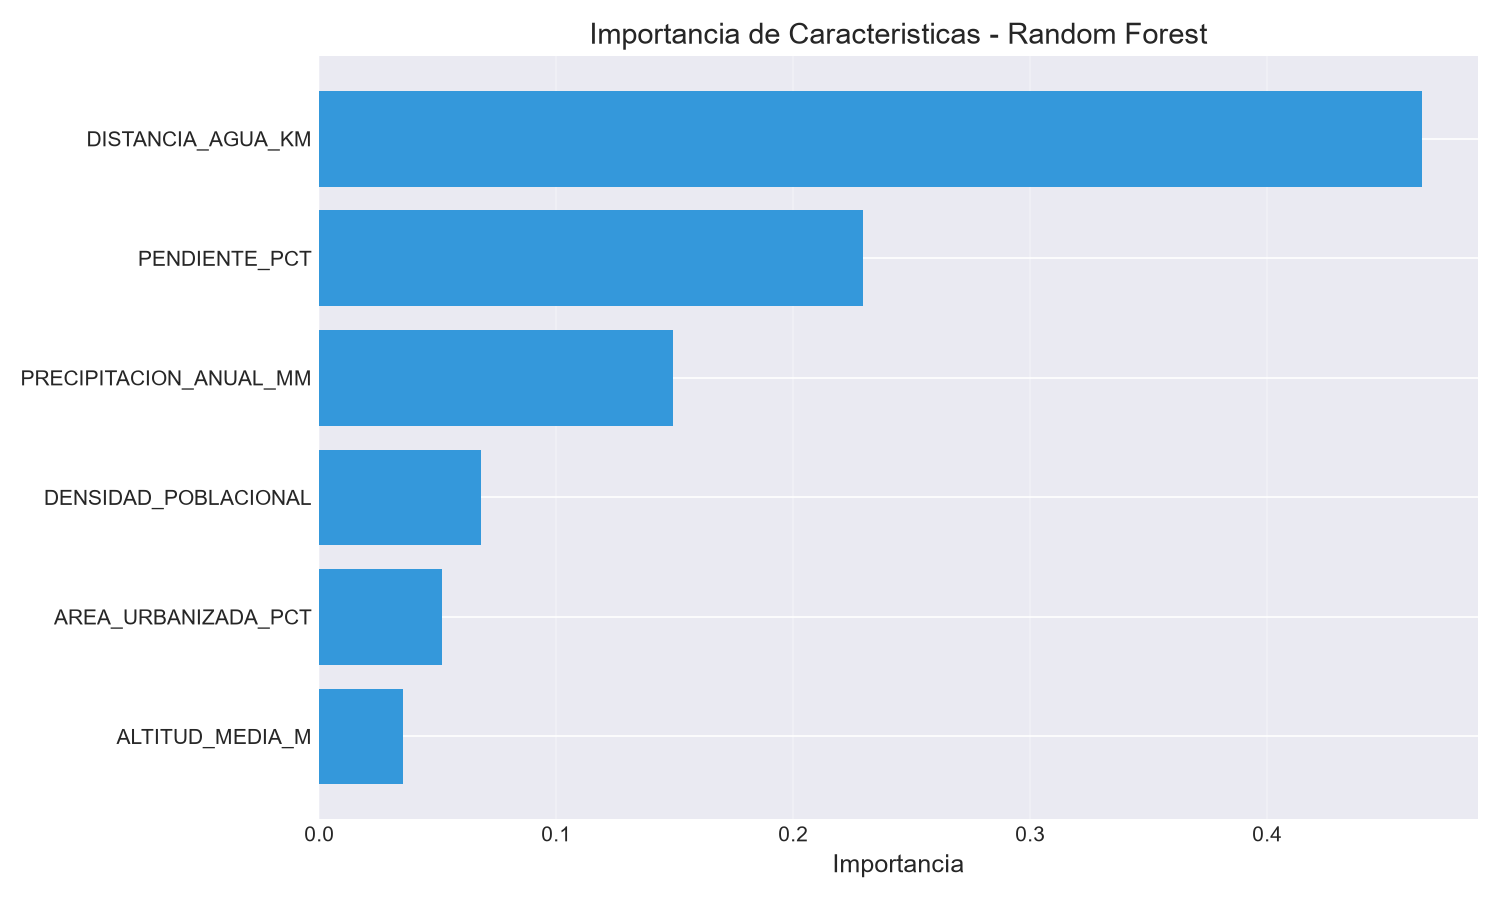 Importancia de Caracteristicas - Random Forest
DISTANCIA_AGUA_KM
PENDIENTE_PCT
PRECIPITACION_ANUAL_MM
DENSIDAD_POBLACIONAL
AREA_URBANIZADA_PCT
ALTITUD_MEDIA_M
0.0 0.1 0.2 0.3 0.4
Importancia